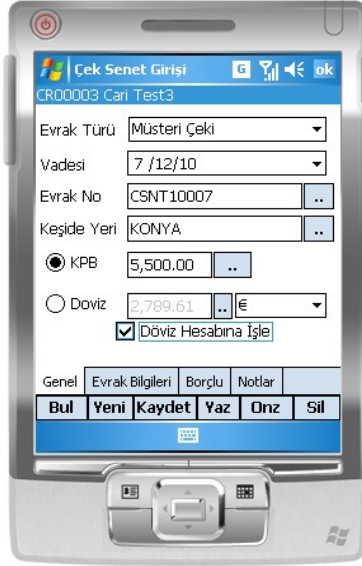 Çek Senet Girişi G ok
CR00003 Cari Test3
Evrak Türü Müsteri Çeki
Vadesi 7 /12/10
Evrak No CSNT10007 ..
Keşide Yeri KONYA ..
KPB 5,500.00 ..
Doviz 2,789.61 .. €
Döviz Hesabına İşle
Genel Evrak Bilgileri Borçlu Notlar
Bul Yeni Kaydet Yaz Onz Sil